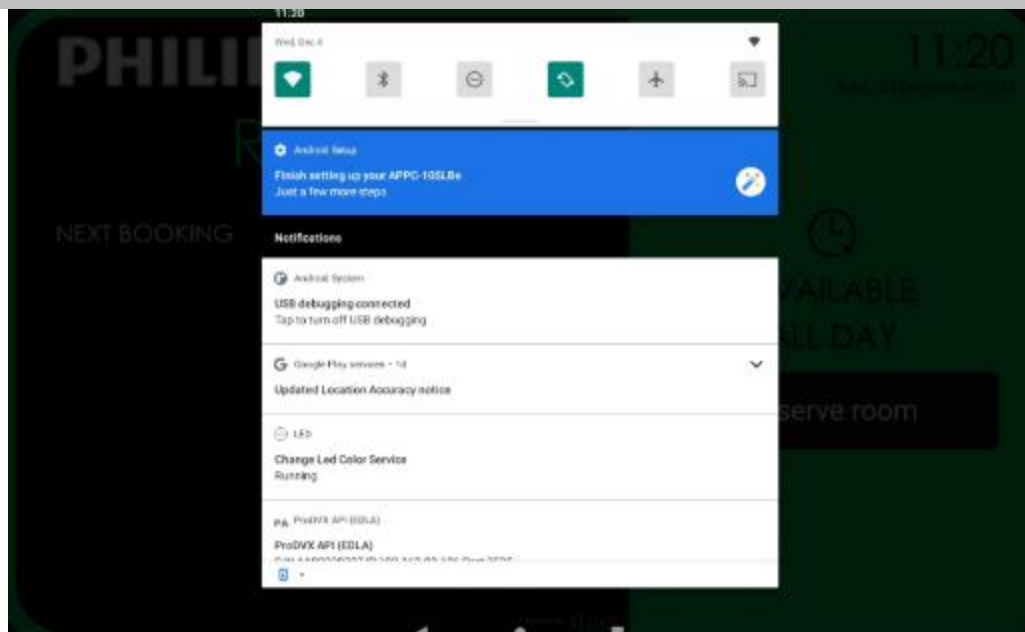 11:20
Wed, Dec 4
PHILI
11:20
Android Setup
Finish setting up your APPC-10SLBe
Just a few more steps
NEXT BOOKING
Notifications
Android System
USB debugging connected
Tap to turn off USB debugging
AILABLE
LL DAY
Google Play services • 1d
Updated Location Accuracy notice
serve room
LED
Change Led Color Service
Running
PA ProDVX API (EDLA)
ProDVX API (EDLA)